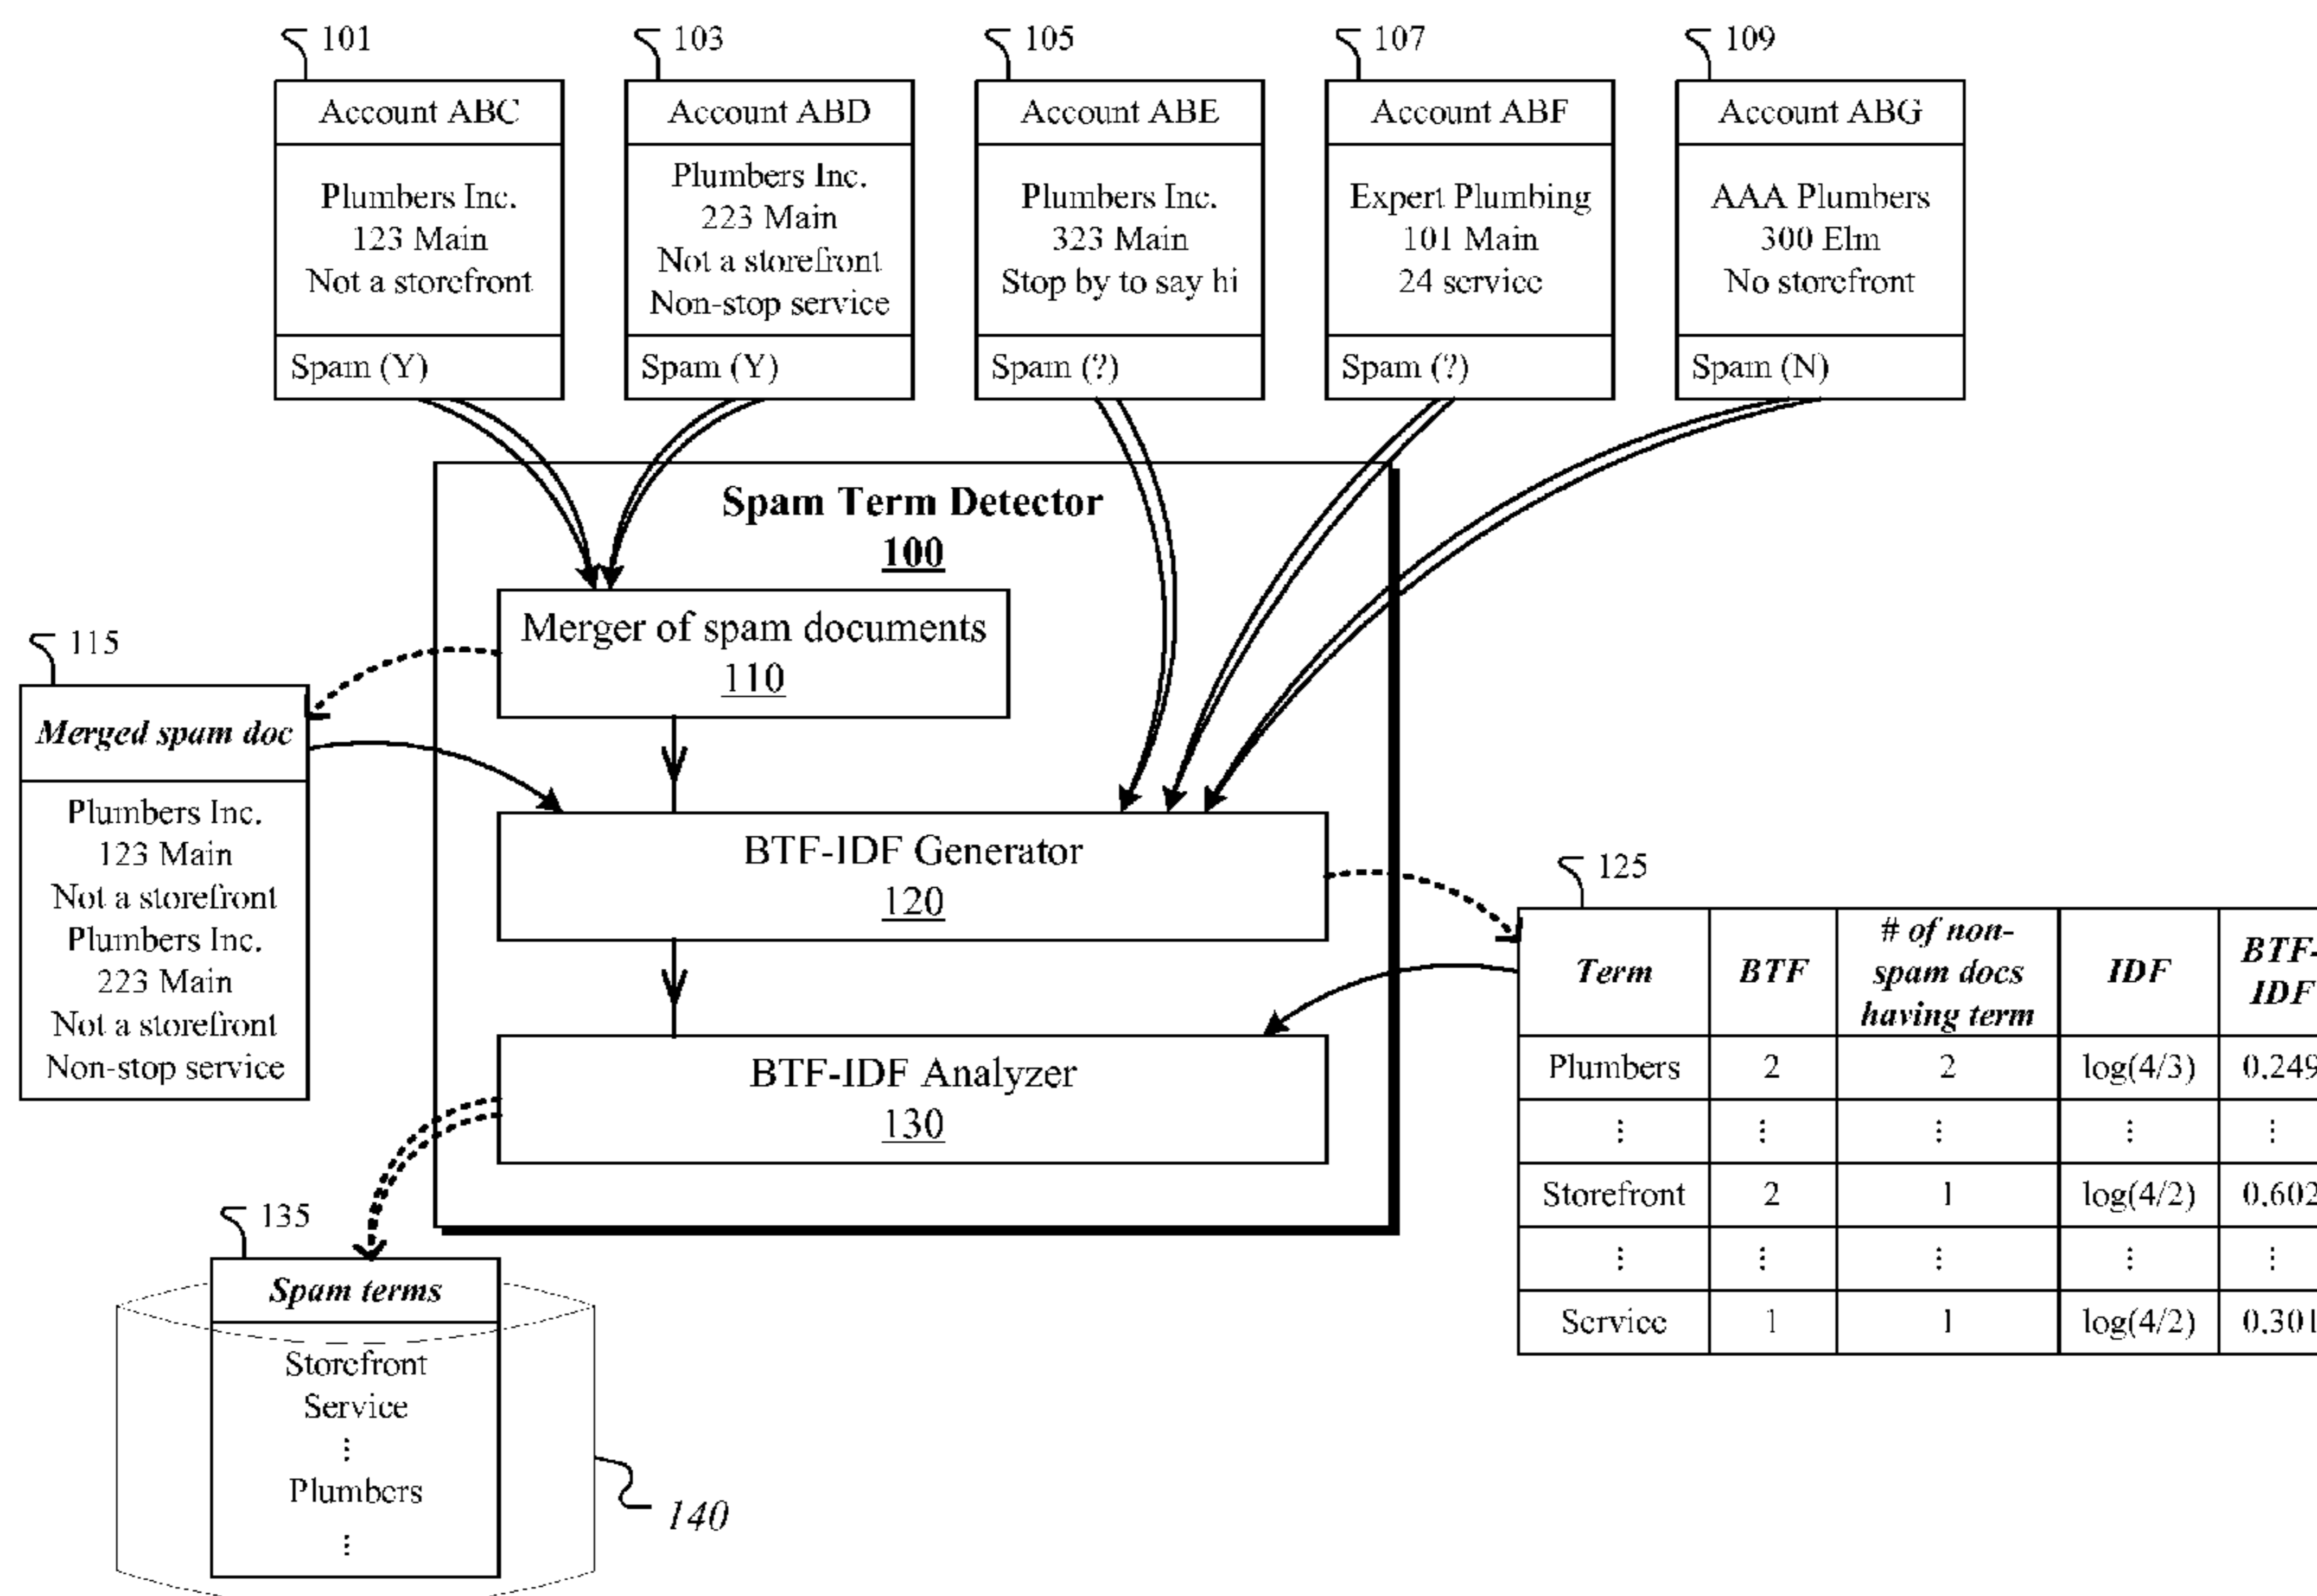 101
103
105
107
109
Account ABC
Plumbers Inc.
123 Main
Not a storefront
Spam (Y)
Account ABD
Plumbers Inc.
223 Main
Not a storefront
Non-stop service
Spam (Y)
Account ABE
Plumbers Inc.
323 Main
Stop by to say hi
Spam (?)
Account ABF
Expert Plumbing
101 Main
24 service
Spam (?)
Account ABG
AAA Plumbers
300 Elm
No storefront
Spam (N)
Spam Term Detector
100
Merger of spam documents
110
115
Merged spam doc
Plumbers Inc.
123 Main
Not a storefront
Plumbers Inc.
223 Main
Not a storefront
Non-stop service
BTF-IDF Generator
120
BTF-IDF Analyzer
130
125
Term BTF # of non-
spam docs
having term IDF BTF-
IDF
Plumbers 2 2 log(4/3) 0.249
⋮ ⋮ ⋮ ⋮ ⋮
Storefront 2 1 log(4/2) 0.602
⋮ ⋮ ⋮ ⋮ ⋮
Service 1 1 log(4/2) 0.301
135
Spam terms
Storefront
Service
⋮
Plumbers
⋮
140